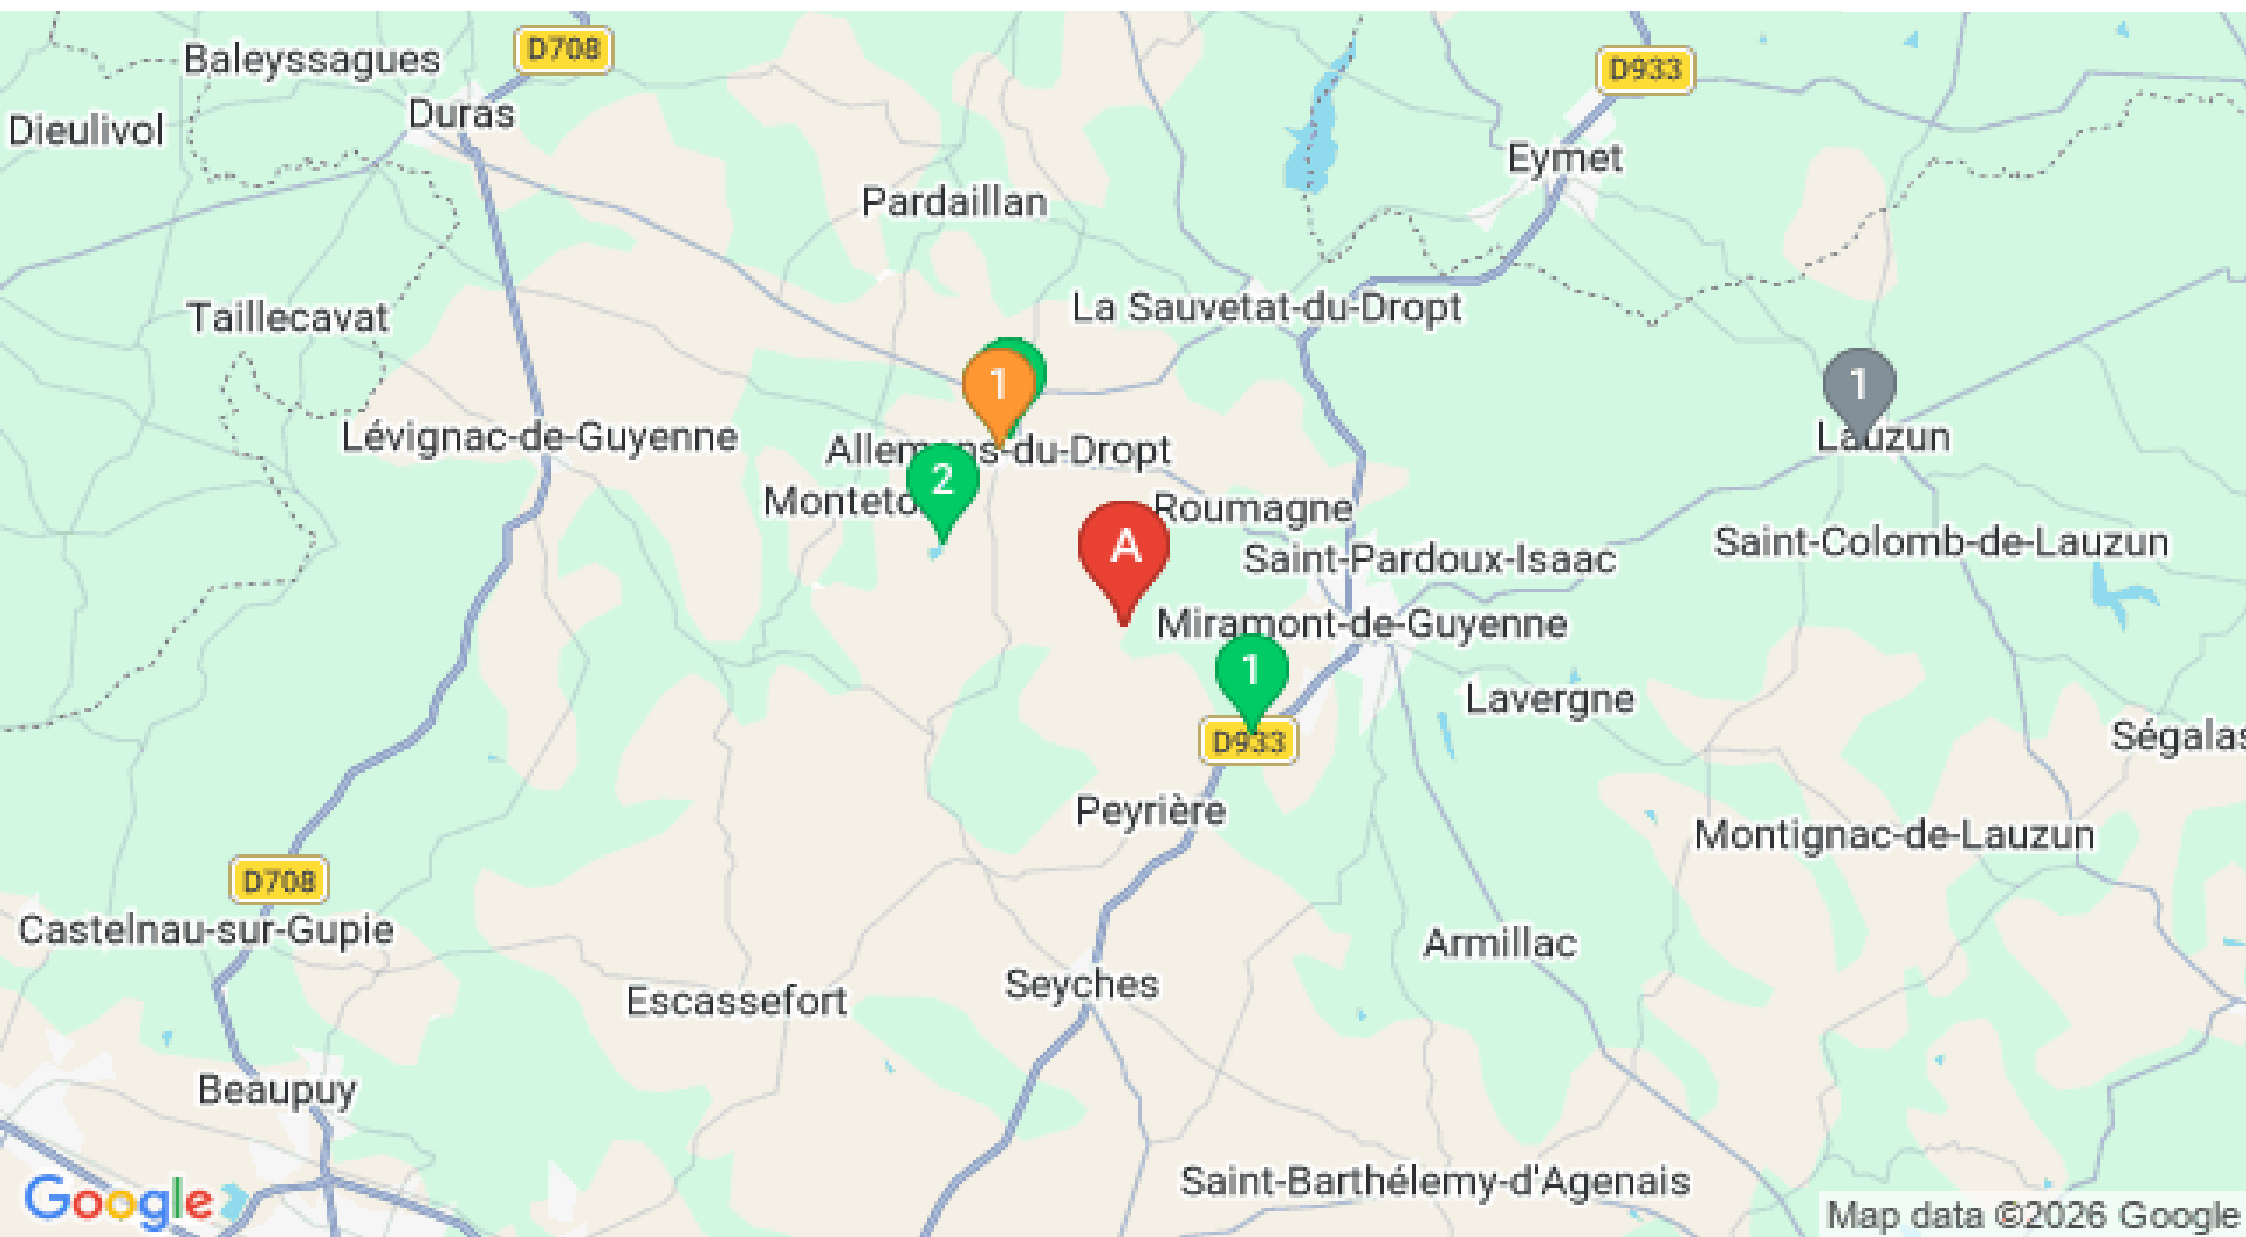 D708
Baleyssagues
D933
Duras
Dieulivol
Eymet
Pardaillan
La Sauvetat-du-Dropt
Taillecavat
1
1
Lévignac-de-Guyenne
Lauzun
Allemans-du-Dropt
2
Monteton
Roumagne
A
Saint-Colomb-de-Lauzun
Saint-Pardoux-Isaac
Miramont-de-Guyenne
1
Lavergne
D933
Ségalas
Peyrière
Montignac-de-Lauzun
D708
Castelnau-sur-Gupie
Armillac
Seyches
Escassefort
Beaupuy
Saint-Barthélemy-d'Agenais
Google
Map data ©2026 Google